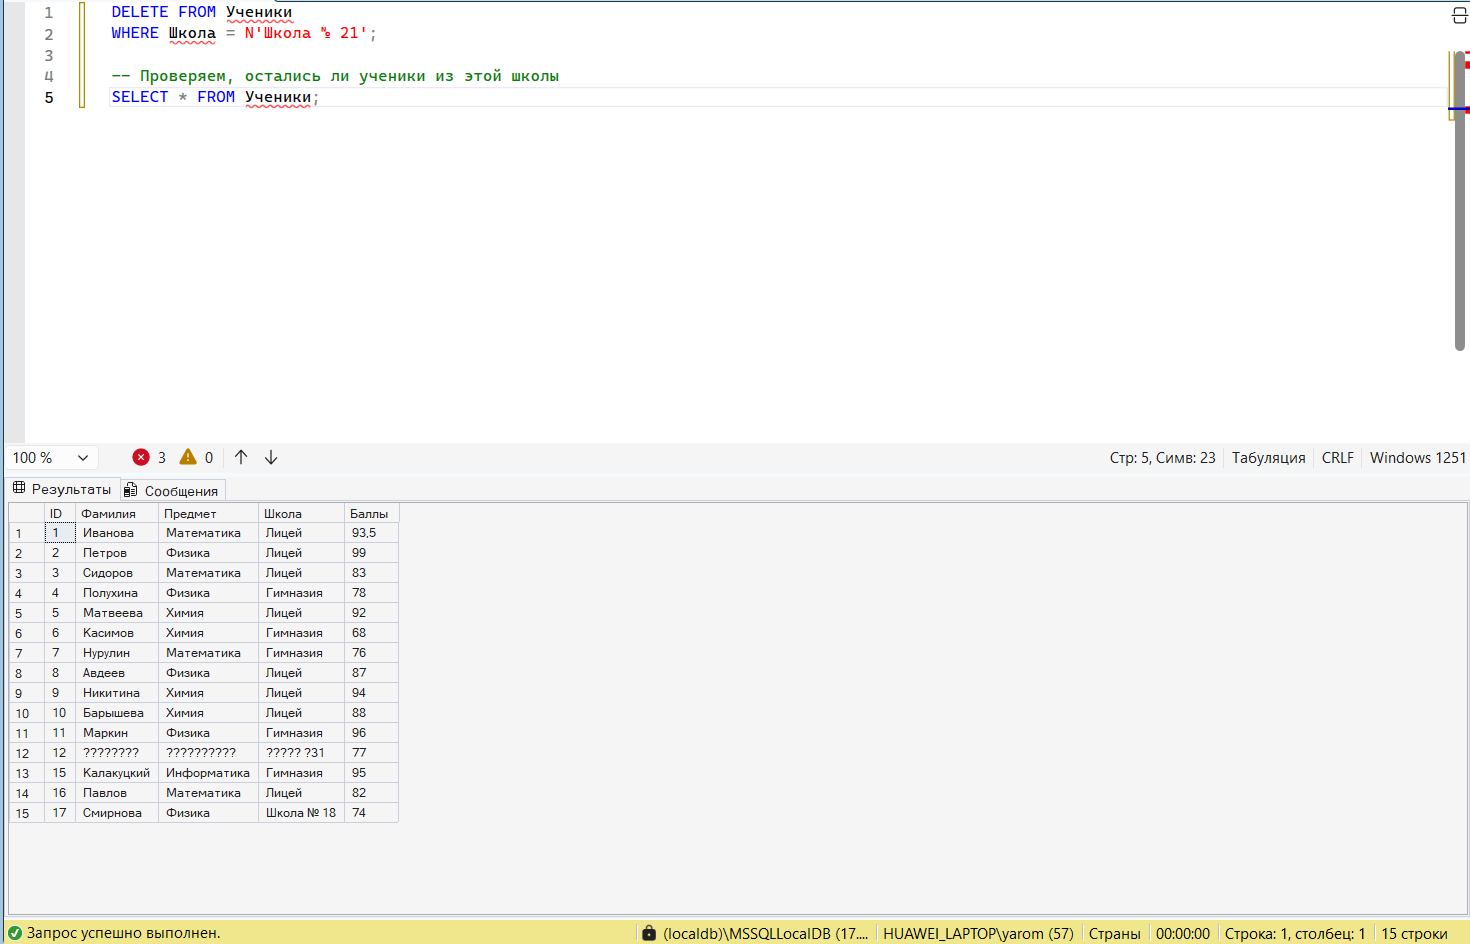 1 DELETE FROM Ученики
2 WHERE Школа = N'Школа № 21';
3
4 -- Проверяем, остались ли ученики из этой школы
5 SELECT * FROM Ученики;
100 % 3 0 Стр: 5, Симв: 23 Табуляция CRLF Windows 1251
Результаты Сообщения
ID Фамилия Предмет Школа Баллы
1 1 Иванова Математика Лицей 93,5
2 2 Петров Физика Лицей 99
3 3 Сидоров Математика Лицей 83
4 4 Полухина Физика Гимназия 78
5 5 Матвеева Химия Лицей 92
6 6 Касимов Химия Гимназия 68
7 7 Нурулин Математика Гимназия 76
8 8 Авдеев Физика Лицей 87
9 9 Никитина Химия Лицей 94
10 10 Барышева Химия Лицей 88
11 11 Маркин Физика Гимназия 96
12 12 ???????? ?????????? ????? ?31 77
13 15 Калакуцкий Информатика Гимназия 95
14 16 Павлов Математика Лицей 82
15 17 Смирнова Физика Школа № 18 74
Запрос успешно выполнен. (localdb)\MSSQLLocalDB (17.... HUAWEI_LAPTOP\yarom (57) Страны 00:00:00 Строка: 1, столбец: 1 15 строки